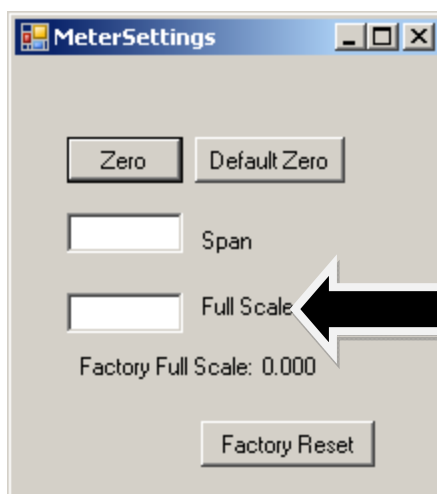 MeterSettings
Zero Default Zero
Span
Full Scale
Factory Full Scale: 0.000
Factory Reset